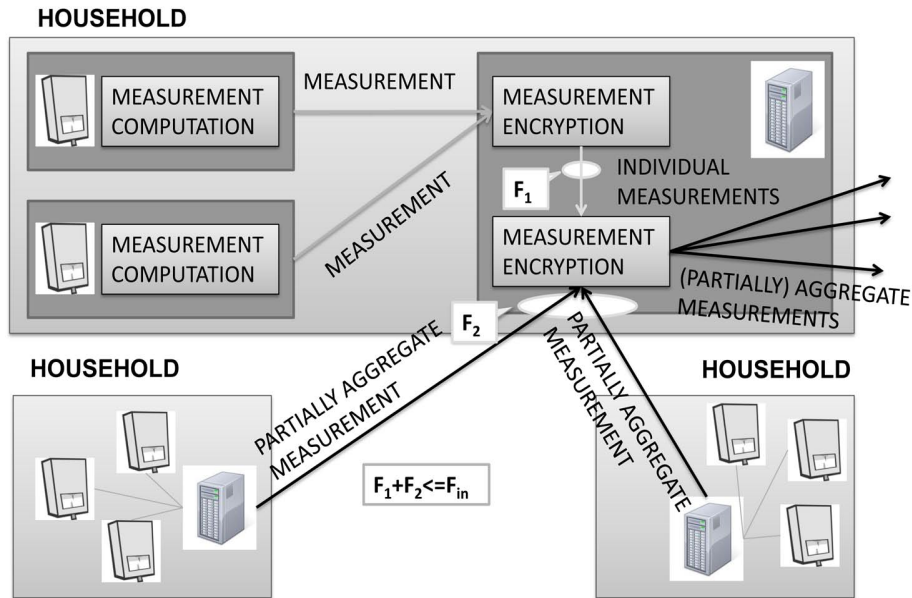 HOUSEHOLD
MEASUREMENT
COMPUTATION
MEASUREMENT
MEASUREMENT
ENCRYPTION
F1
INDIVIDUAL
MEASUREMENTS
MEASUREMENT
COMPUTATION
MEASUREMENT
MEASUREMENT
ENCRYPTION
(PARTIALLY) AGGREGATE
MEASUREMENTS
F2
HOUSEHOLD
PARTIALLY AGGREGATE
MEASUREMENT
PARTIALLY AGGREGATE
MEASUREMENT
HOUSEHOLD
F1+F2<=Fin